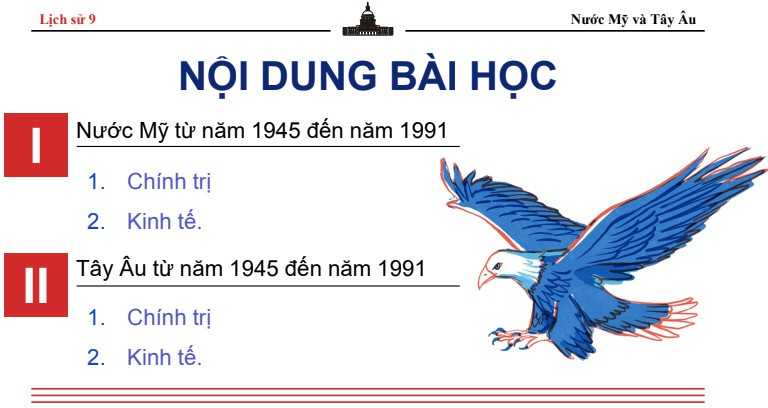 Lịch sử 9
Nước Mỹ và Tây Âu
NỘI DUNG BÀI HỌC
I
Nước Mỹ từ năm 1945 đến năm 1991
1. Chính trị
2. Kinh tế.
II
Tây Âu từ năm 1945 đến năm 1991
1. Chính trị
2. Kinh tế.